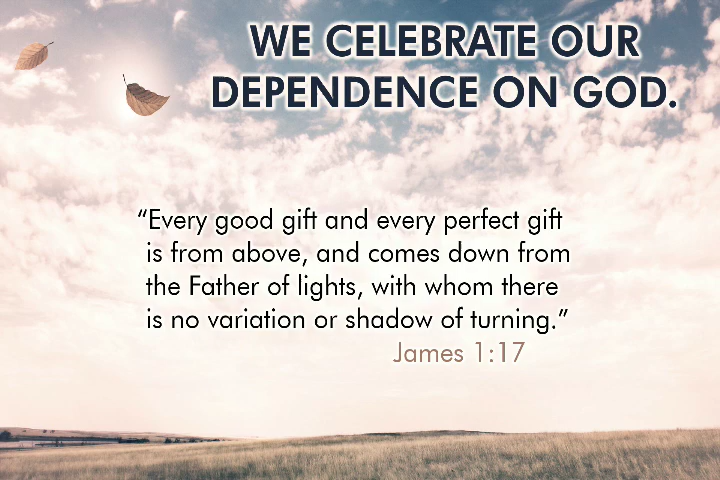 WE CELEBRATE OUR
DEPENDENCE ON GOD.
“Every good gift and every perfect gift
is from above, and comes down from
the Father of lights, with whom there
is no variation or shadow of turning.”
James 1:17